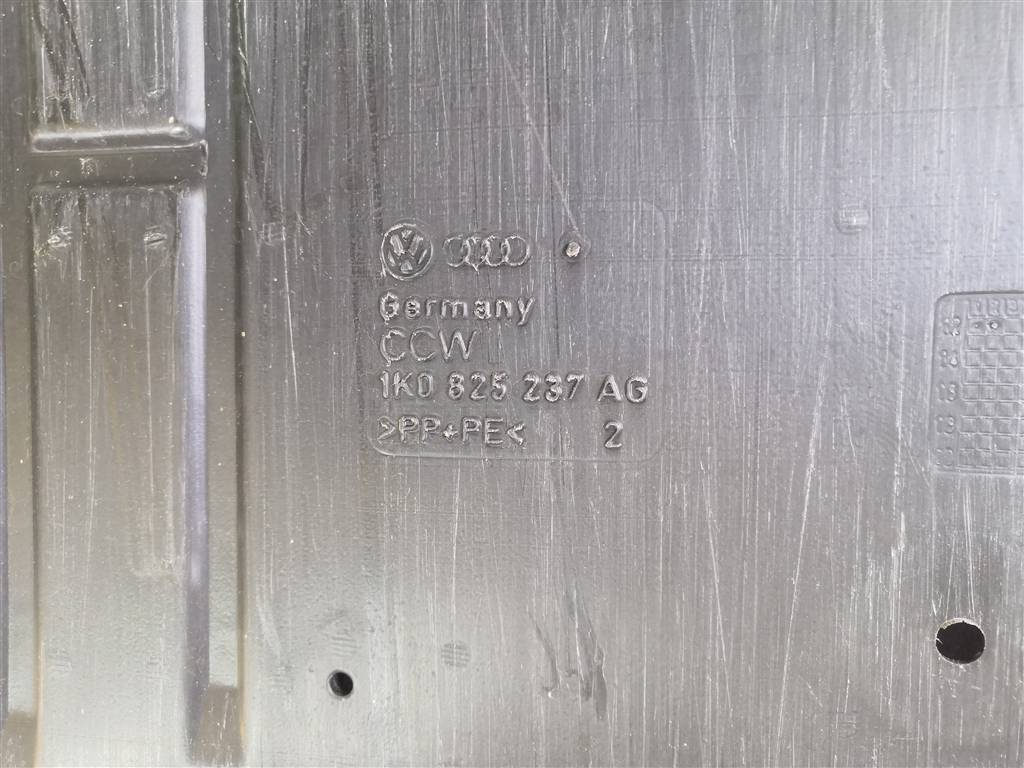 Germany
CCW
1K0 825 237 AG
>PP+PE< 2